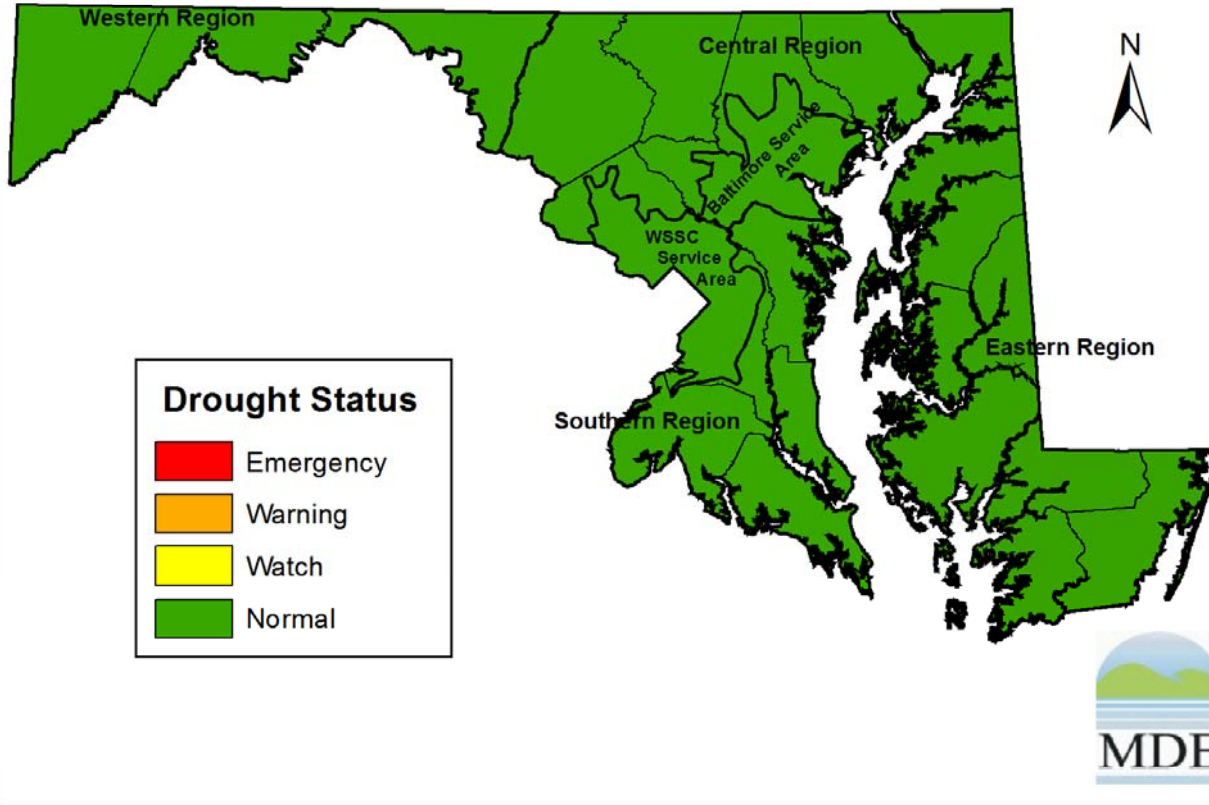 Western Region
Central Region
N
Baltimore Service
Area
WSSC
Service
Area
Eastern Region
Southern Region
Drought Status
Emergency
Warning
Watch
Normal
MDE